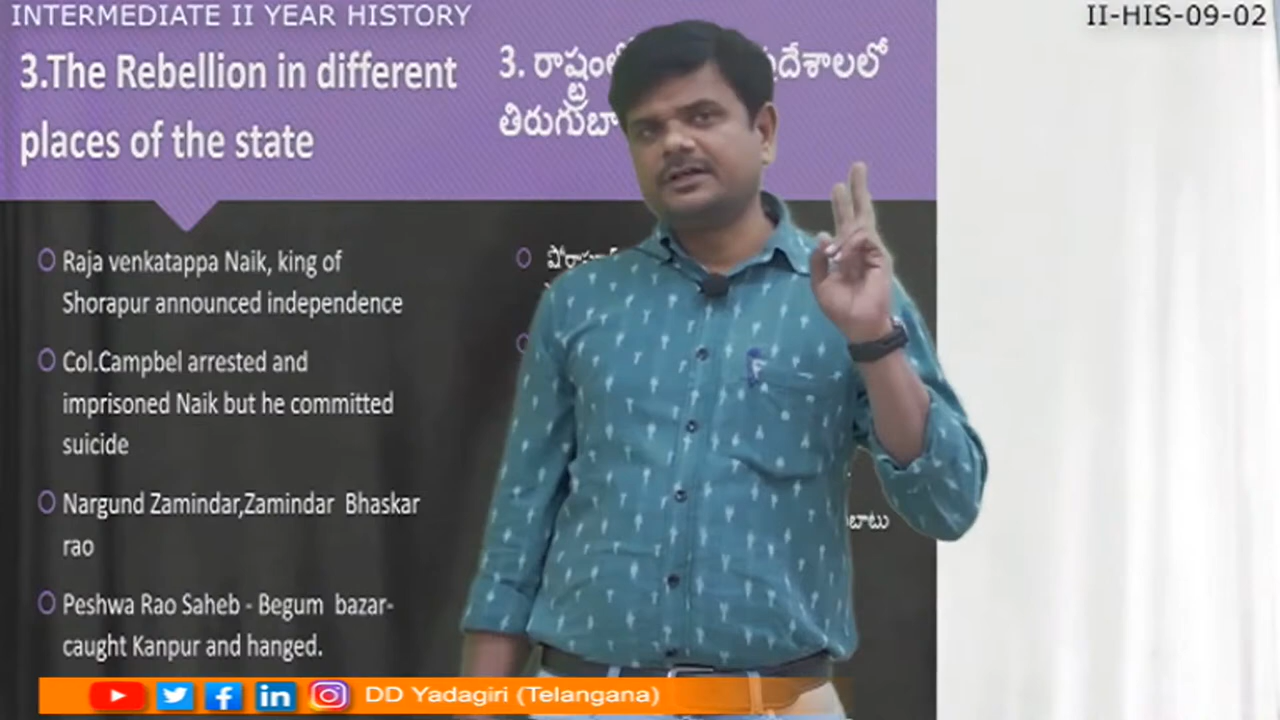 INTERMEDIATE II YEAR HISTORY
II-HIS-09-02
3.The Rebellion in different
places of the state
3.
తిరుగుబా
Raja venkatappa Naik, king of
Shorapur announced independence
Col.Campbel arrested and
imprisoned Naik but he committed
suicide
Nargund Zamindar,Zamindar Bhaskar
rao
Peshwa Rao Saheb - Begum bazar-
caught Kanpur and hanged.
DD Yadagiri (Telangana)